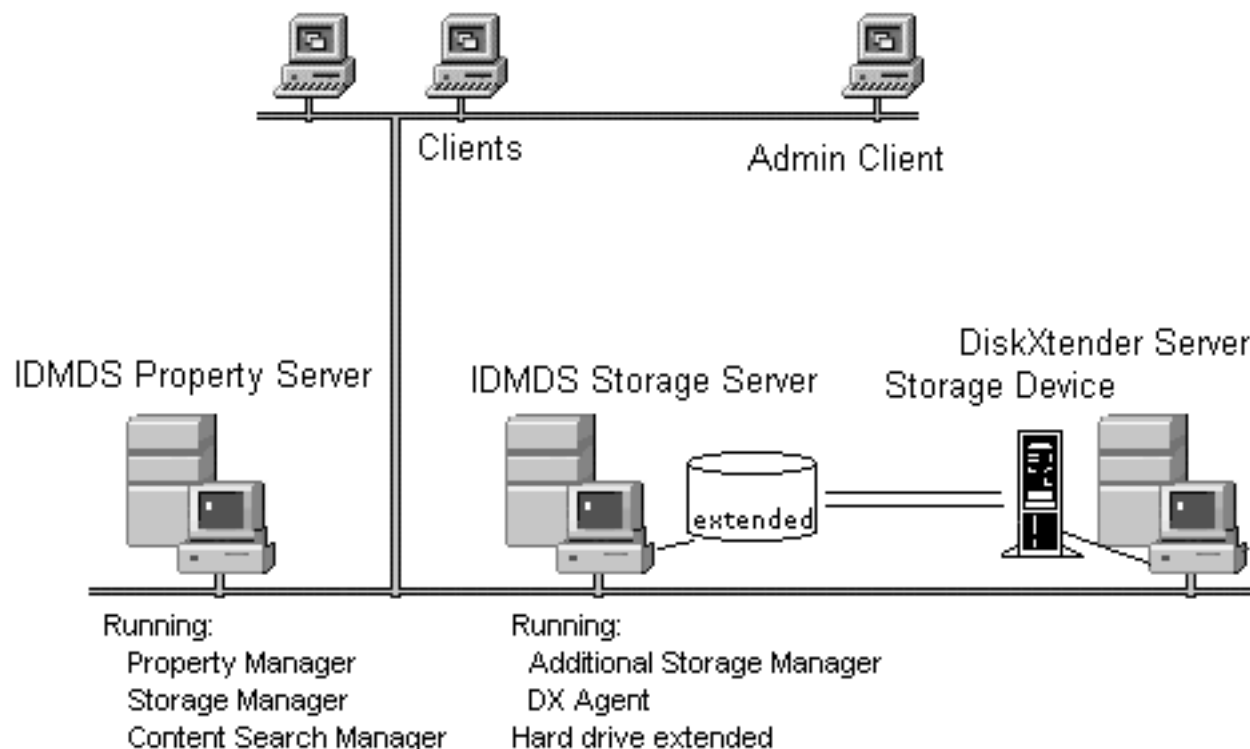 Clients
Admin Client
DiskXtender Server
IDMDS Property Server
IDMDS Storage Server
Storage Device
extended
Running:
Property Manager
Storage Manager
Content Search Manager
Running:
Additional Storage Manager
DX Agent
Hard drive extended